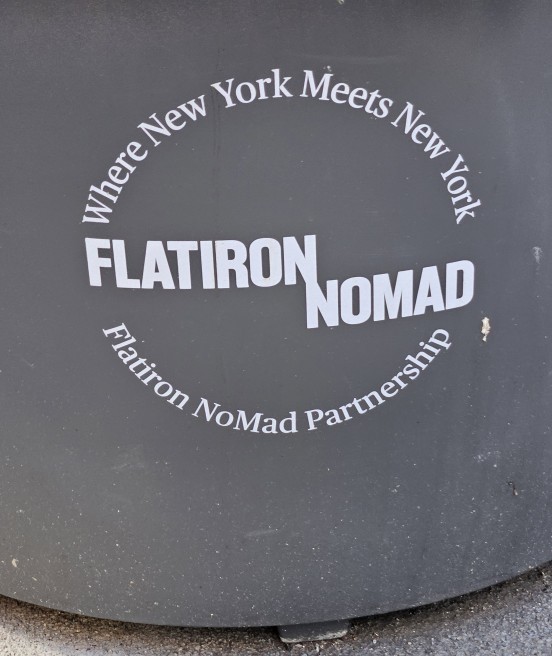 Where New York Meets New York
FLATIRON
NOMAD
Flatiron NoMad Partnership